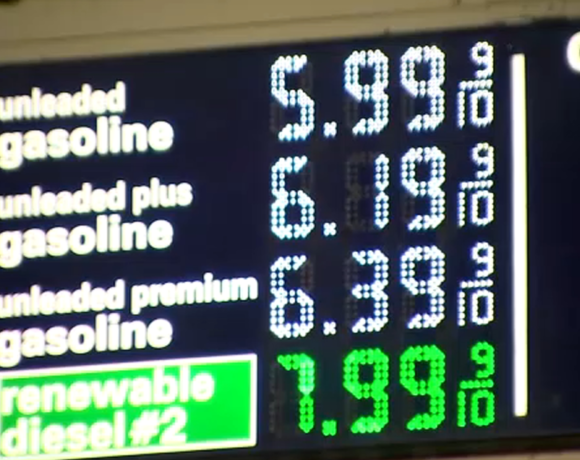 unleaded
gasoline
5.99 9/10
unleaded plus
gasoline
6.19 9/10
unleaded premium
gasoline
6.39 9/10
renewable
diesel #2
7.99 9/10